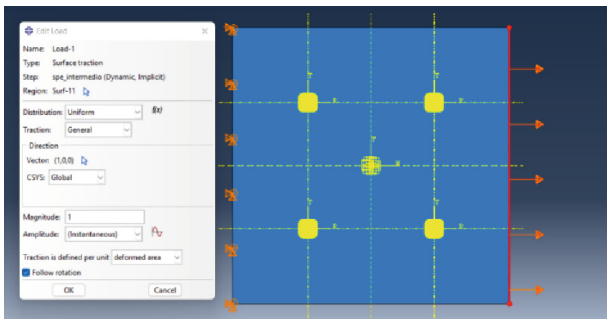 Edit Load
Name: Load-1
Type: Surface traction
Step: spe_intermedio (Dynamic, Implicit)
Region: Surf-11
Distribution: Uniform f(x)
Traction: General
Direction
Vector: (1,0,0)
CSYS: Global
Magnitude: 1
Amplitude: (Instantaneous)
Traction is defined per unit deformed area
Follow rotation
OK Cancel